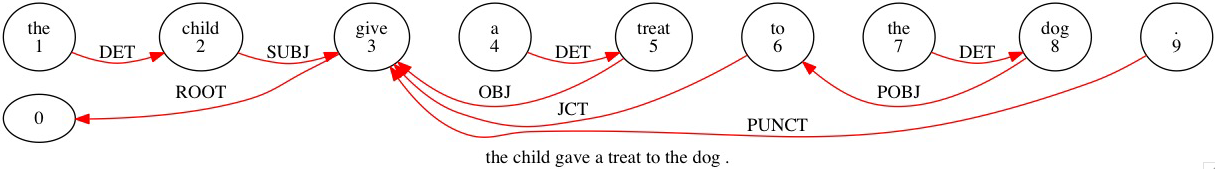 the child give a treat to the dog .
1 2 3 4 5 6 7 8 9
DET SUBJ DET DET
ROOT OBJ POBJ
JCT
0
PUNCT
the child gave a treat to the dog .